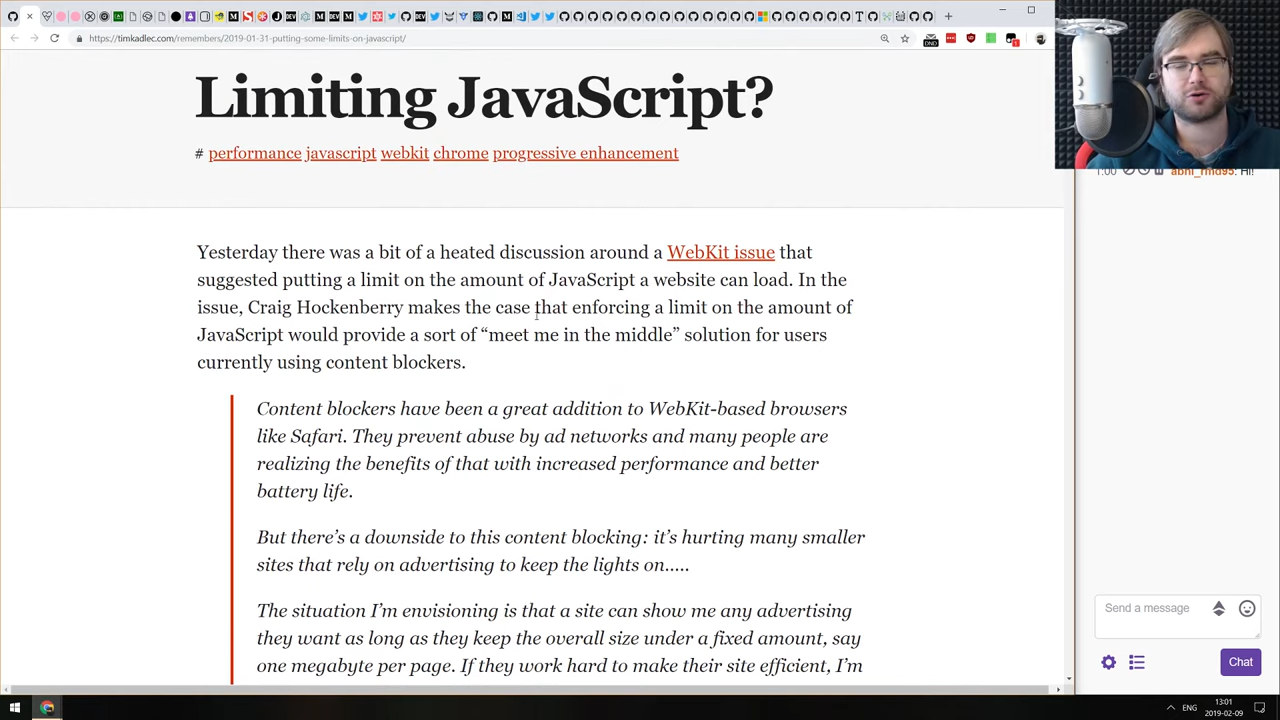 https://timkadlec.com/remembers/2019-01-31-putting-some-limits-on-javascript/
DND
1
Limiting JavaScript?
# performance javascript webkit chrome progressive enhancement
Yesterday there was a bit of a heated discussion around a WebKit issue that
suggested putting a limit on the amount of JavaScript a website can load. In the
issue, Craig Hockenberry makes the case that enforcing a limit on the amount of
JavaScript would provide a sort of “meet me in the middle” solution for users
currently using content blockers.
Content blockers have been a great addition to WebKit-based browsers
like Safari. They prevent abuse by ad networks and many people are
realizing the benefits of that with increased performance and better
battery life.
But there’s a downside to this content blocking: it’s hurting many smaller
sites that rely on advertising to keep the lights on…..
The situation I’m envisioning is that a site can show me any advertising
they want as long as they keep the overall size under a fixed amount, say
one megabyte per page. If they work hard to make their site efficient, I’m
1:00 abhi_rmd95: Hi!
Send a message
Chat
ENG
13:01
2019-02-09